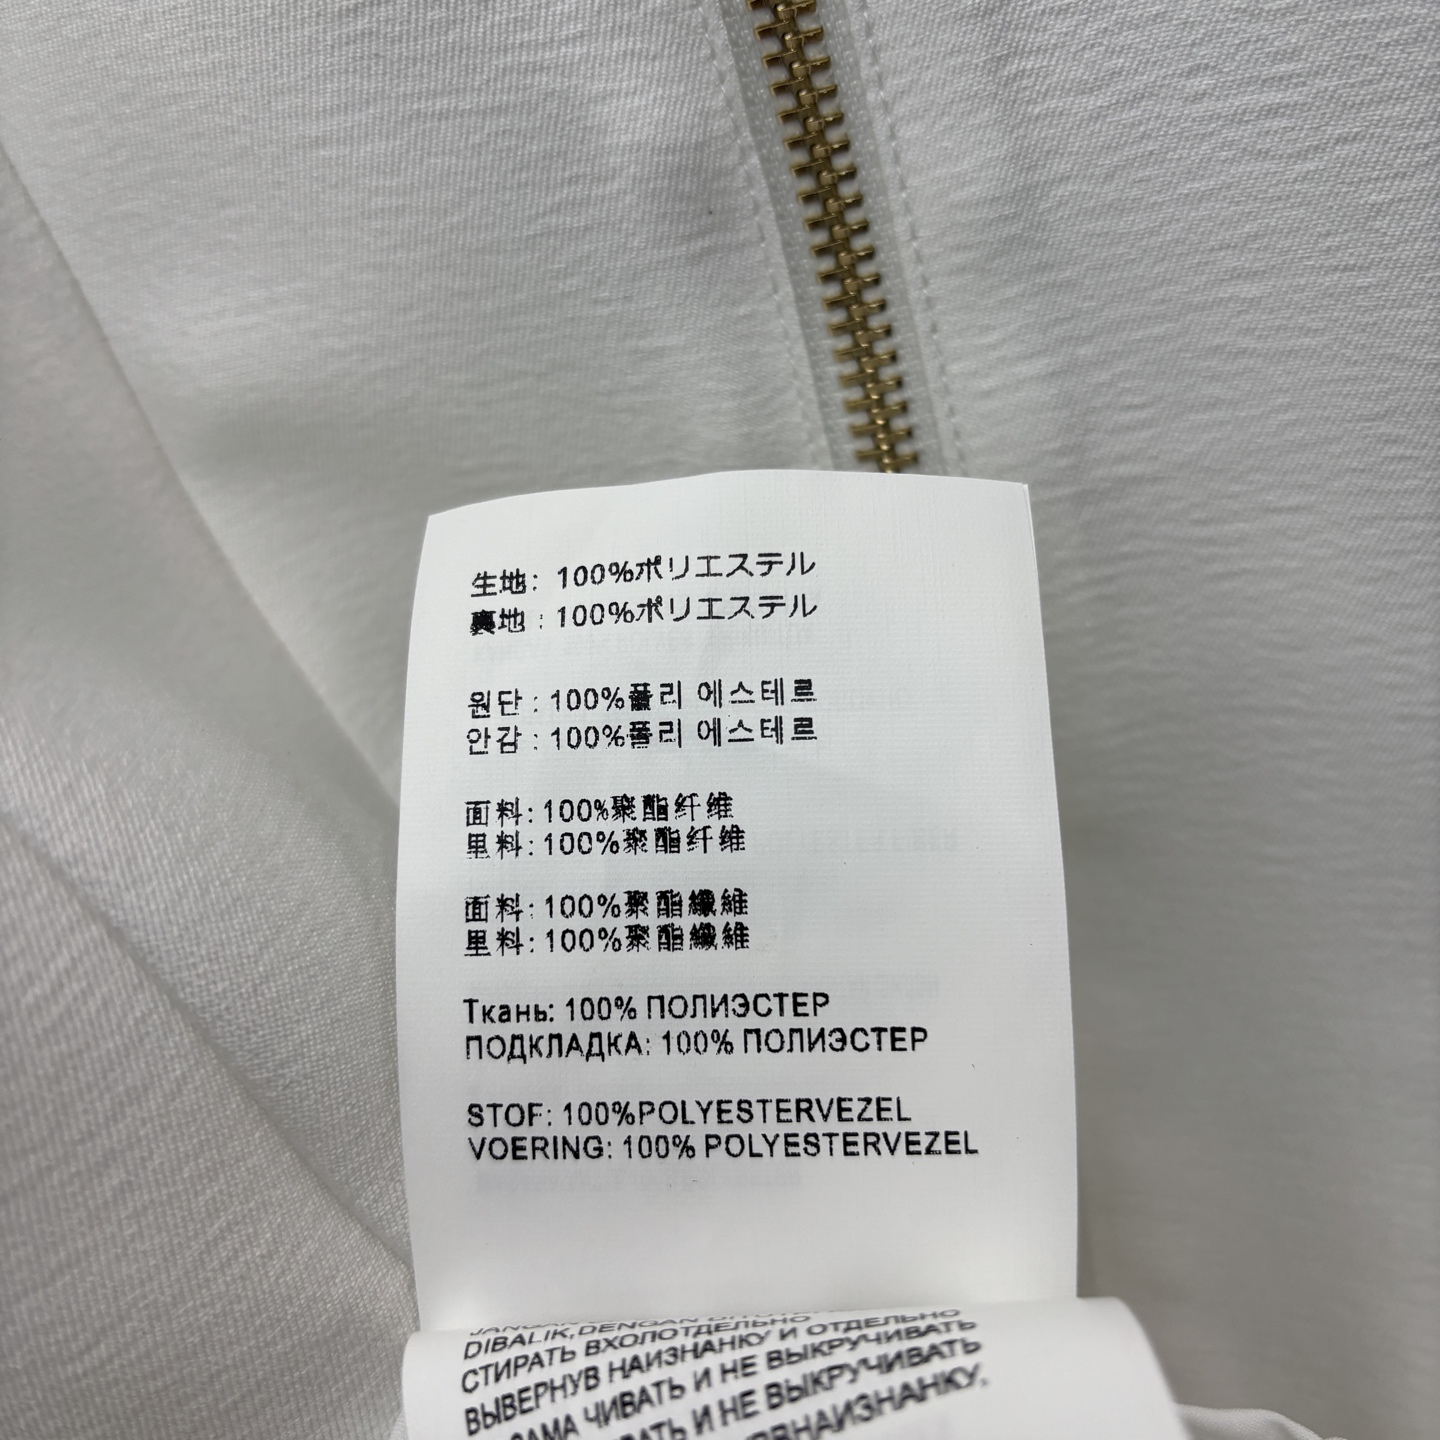 生地: 100%ポリエステル
裏地: 100%ポリエステル
원단: 100%폴리 에스테르
안감: 100%폴리 에스테르
面料: 100%聚酯纤维
里料: 100%聚酯纤维
面料: 100%聚酯纖維
里料: 100%聚酯纖維
Ткань: 100% ПОЛИЭСТЕР
ПОДКЛАДКА: 100% ПОЛИЭСТЕР
STOF: 100%POLYESTERVEZEL
VOERING: 100% POLYESTERVEZEL
DIBALIK, DENGAN
СТИРАТЬ ВХОЛОТДЕЛЬНО
ВЫВЕРНУВ НАИЗНАНКУ И ОТДЕЛЬНО
ЧИВАТЬ И НЕ ВЫКРУЧИВАТЬ
И НЕ ВЫКРУЧИВАТЬ